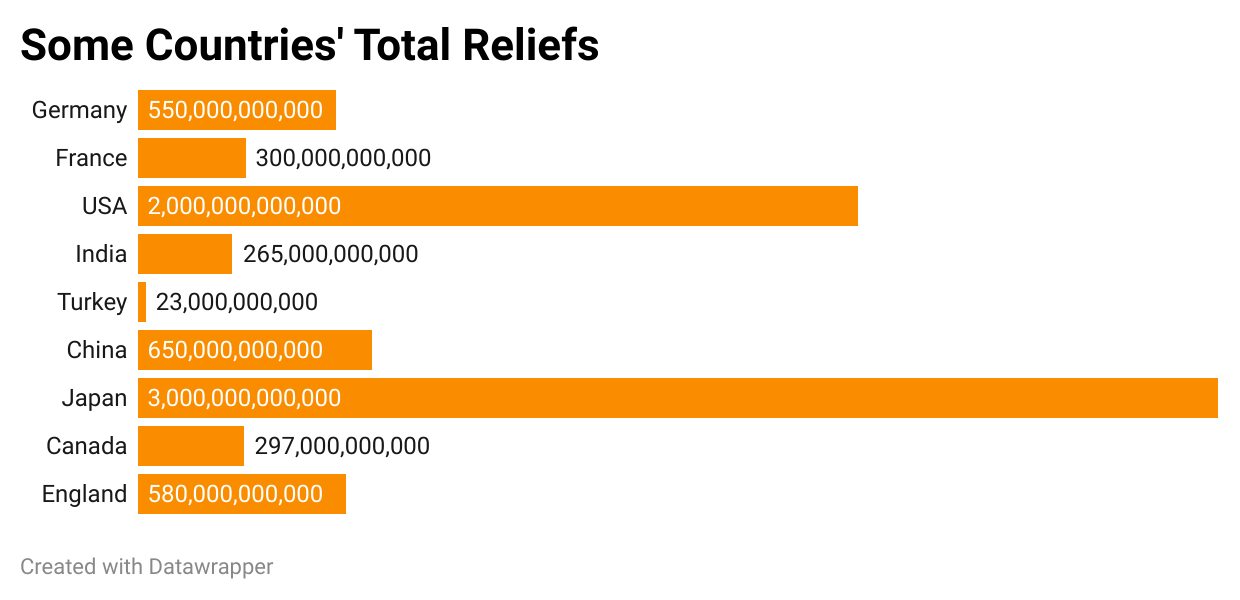 Some Countries' Total Reliefs
Germany 550,000,000,000
France 300,000,000,000
USA 2,000,000,000,000
India 265,000,000,000
Turkey 23,000,000,000
China 650,000,000,000
Japan 3,000,000,000,000
Canada 297,000,000,000
England 580,000,000,000
Created with Datawrapper